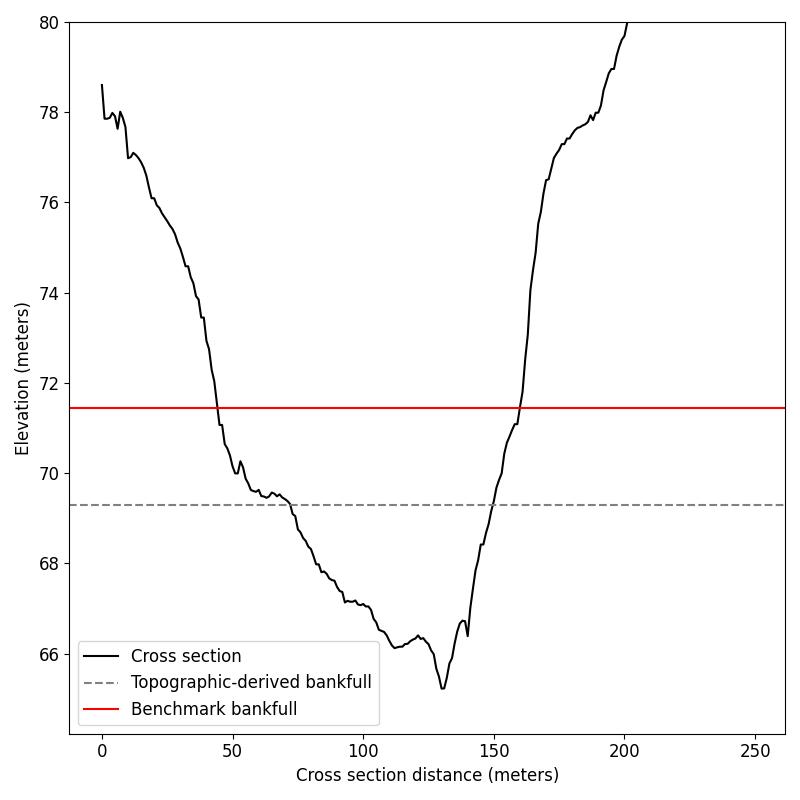 80
78
76
74
72
70
68
66
Elevation (meters)
Cross section
Topographic-derived bankfull
Benchmark bankfull
0 50 100 150 200 250
Cross section distance (meters)